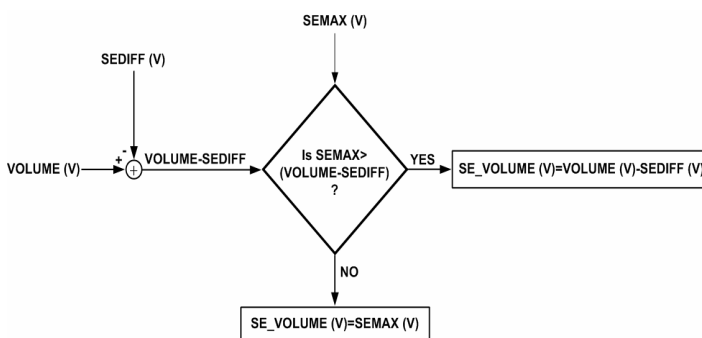 SEMAX (V)
SEDIFF (V)
-
+
+
VOLUME (V)
VOLUME-SEDIFF
Is SEMAX>
(VOLUME-SEDIFF)
?
YES
SE_VOLUME (V)=VOLUME (V)-SEDIFF (V)
NO
SE_VOLUME (V)=SEMAX (V)